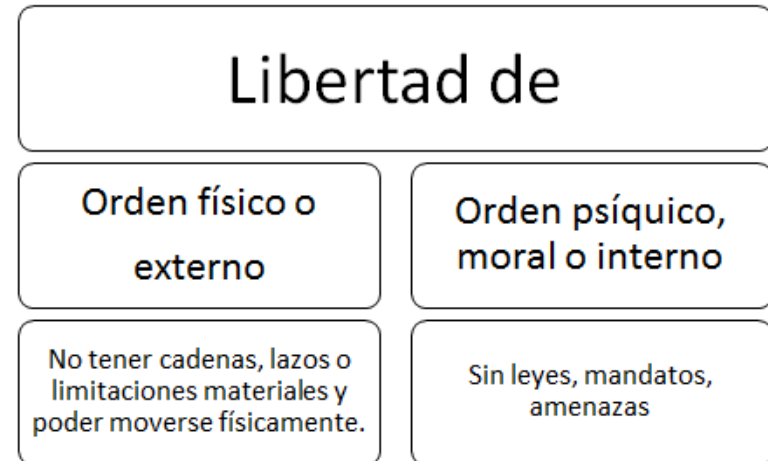 Libertad de
Orden físico o
externo
Orden psíquico,
moral o interno
No tener cadenas, lazos o
limitaciones materiales y
poder moverse físicamente.
Sin leyes, mandatos,
amenazas